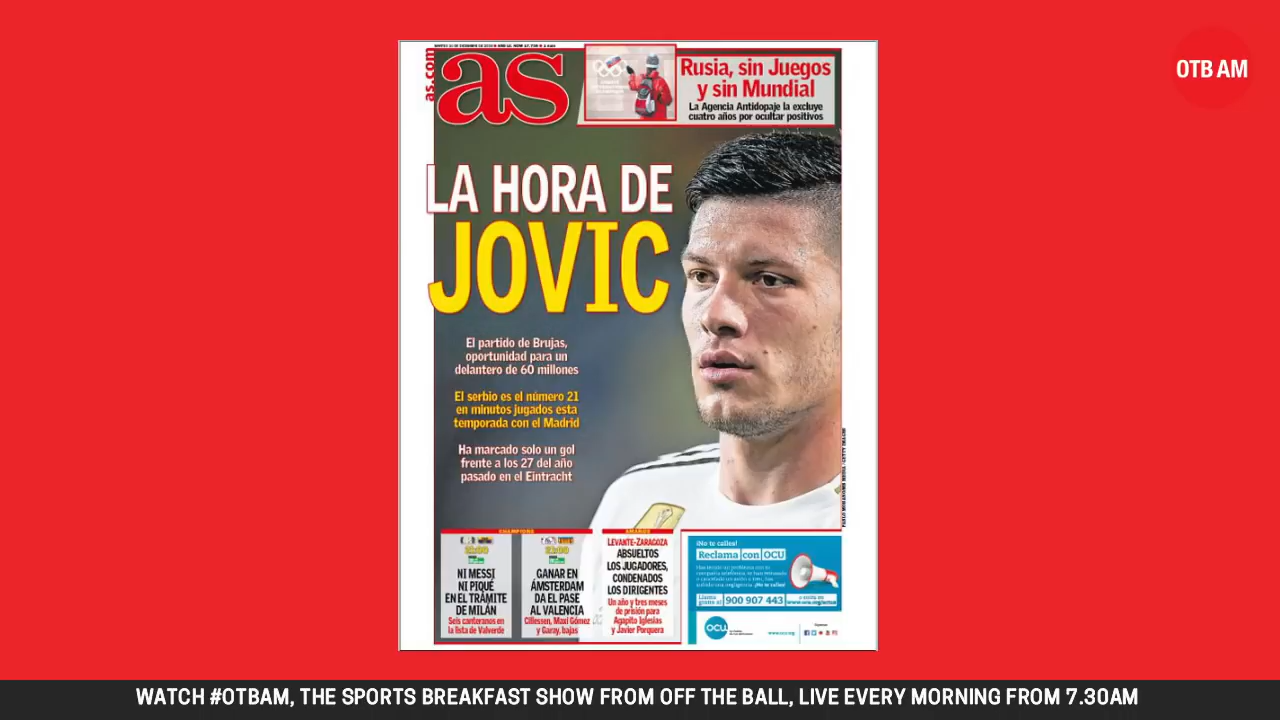 OTB AM
as.com
as
Rusia, sin Juegos
y sin Mundial
La Agencia Antidopaje la excluye
cuatro años por ocultar positivos
LA HORA DE
JOVIC
El partido de Brujas,
oportunidad para un
delantero de 60 millones
El serbio es el número 21
en minutos jugados esta
temporada con el Madrid
Ha marcado solo un gol
frente a los 27 del año
pasado en el Eintracht
NI MESSI
NI PIQUÉ
EN EL TRÁMITE
DE MILÁN
Seis canteranos en
la lista de Valverde
GANAR EN
ÁMSTERDAM
DA EL PASE
AL VALENCIA
Cillessen, Maxi Gómez
y Garay, bajas
LEVANTE-ZARAGOZA
ABSUELTOS
LOS JUGADORES,
CONDENADOS
LOS DIRIGENTES
Un año y tres meses
de prisión para
Agapito Iglesias
y Javier Porquera
¡No te calles!
Reclama con OCU
900 907 443
OCU
www.ocu.org
WATCH #OTBAM, THE SPORTS BREAKFAST SHOW FROM OFF THE BALL, LIVE EVERY MORNING FROM 7.30AM